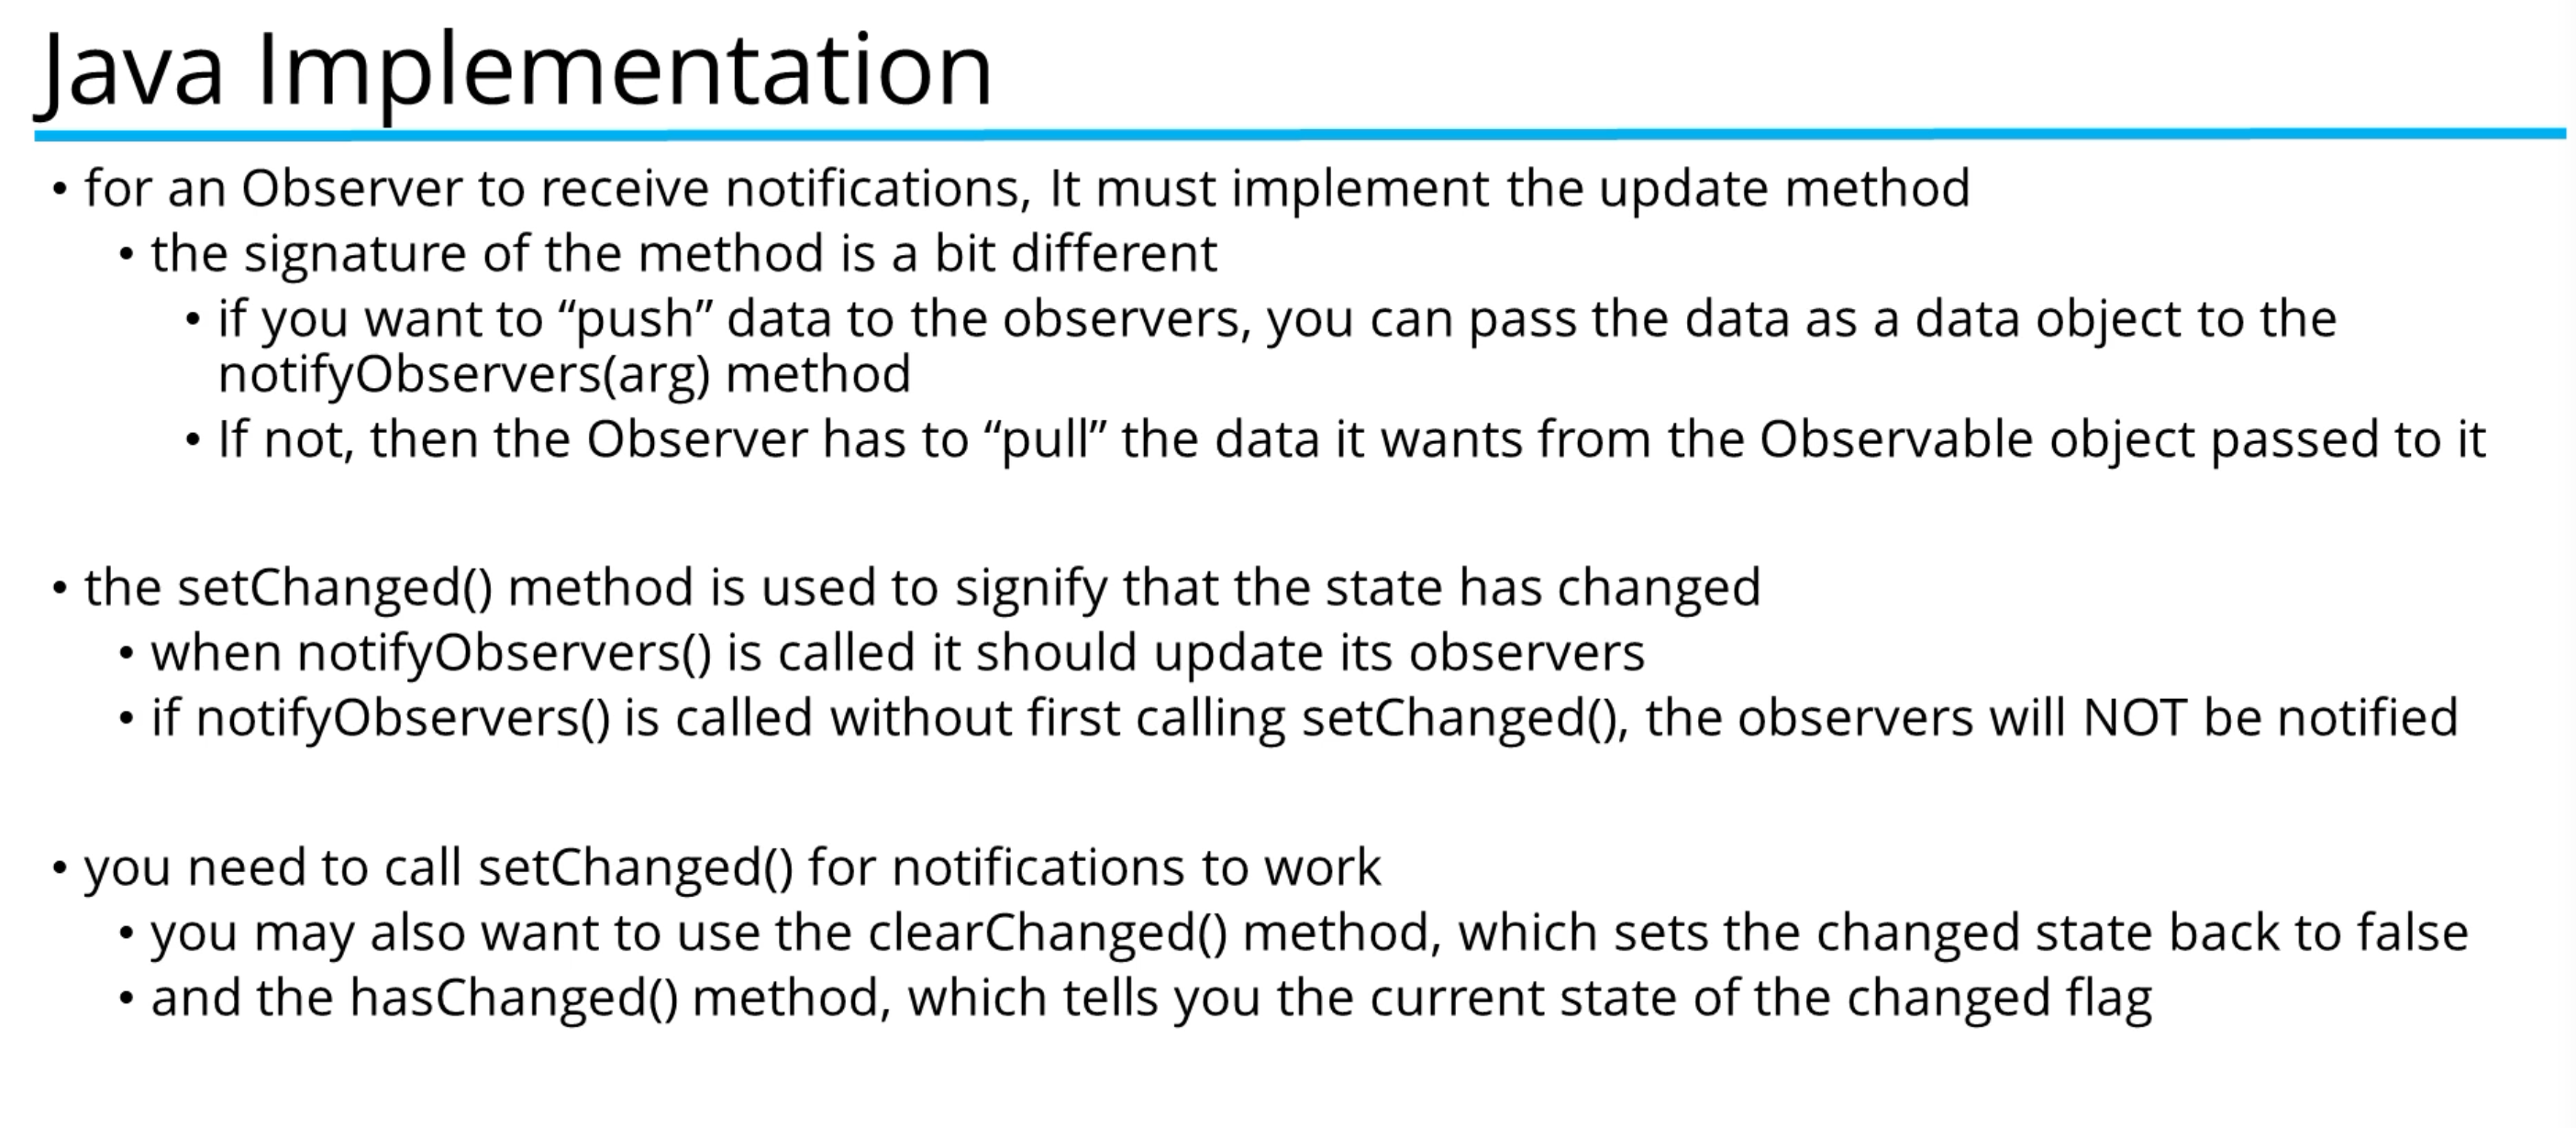 Java Implementation
• for an Observer to receive notifications, It must implement the update method
• the signature of the method is a bit different
• if you want to “push” data to the observers, you can pass the data as a data object to the
notifyObservers(arg) method
• If not, then the Observer has to “pull” the data it wants from the Observable object passed to it
• the setChanged() method is used to signify that the state has changed
• when notifyObservers() is called it should update its observers
• if notifyObservers() is called without first calling setChanged(), the observers will NOT be notified
• you need to call setChanged() for notifications to work
• you may also want to use the clearChanged() method, which sets the changed state back to false
• and the hasChanged() method, which tells you the current state of the changed flag